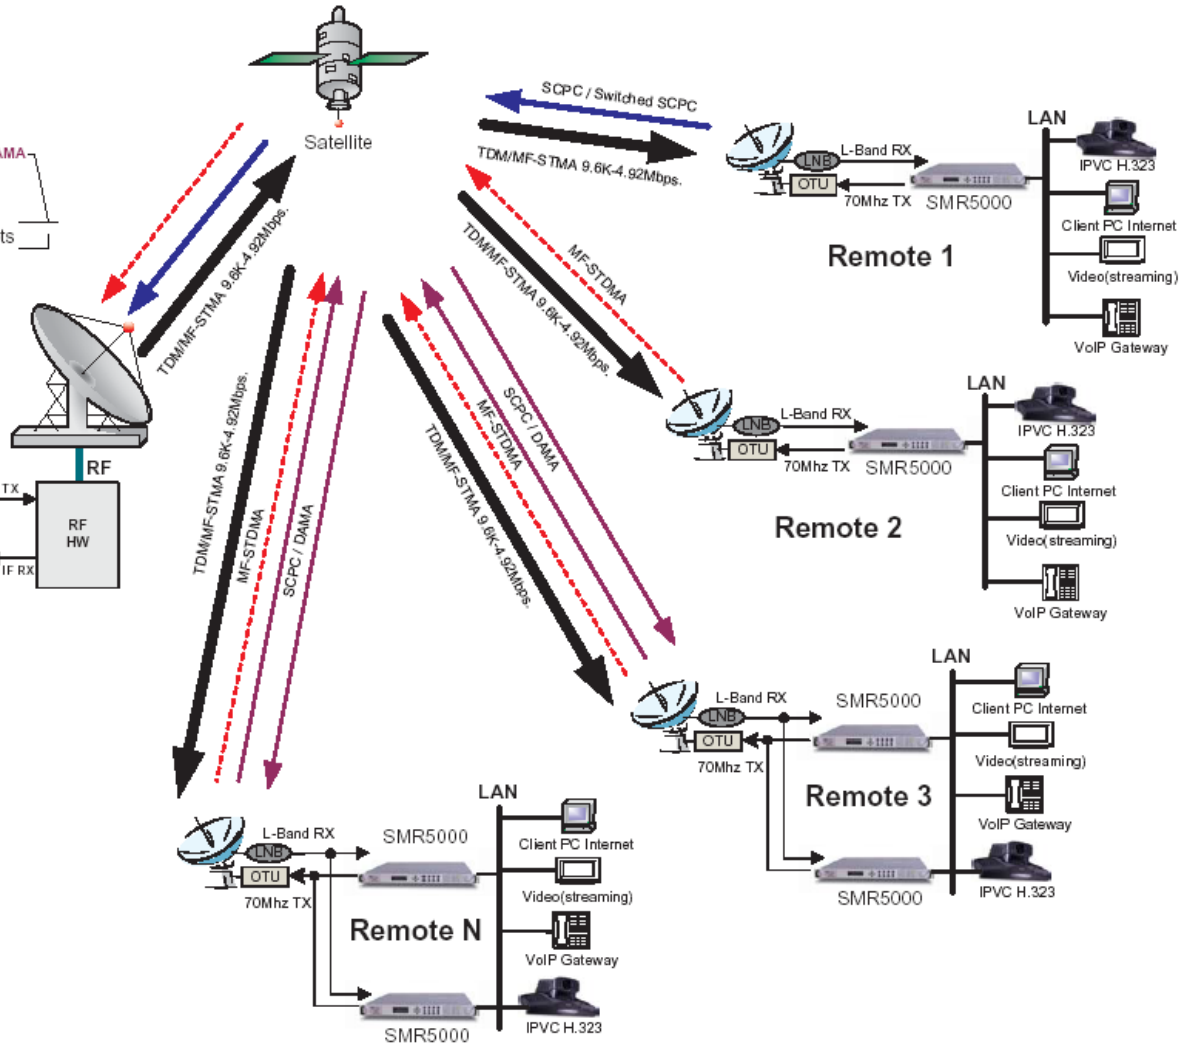 Satellite
SCPC / Switched SCPC
TDM/MF-STMA 9.6K-4.92Mbps.
LNB
L-Band RX
OTU
70Mhz TX
SMR5000
LAN
IPVC H.323
Client PC Internet
Video(streaming)
VoIP Gateway
Remote 1
AMA
ts
TDM/MF-STMA 9.6K-4.92Mbps.
RF
TX
RF
HW
IF RX
MF-STDMA
TDM/MF-STMA 9.6K-4.92Mbps.
LNB
L-Band RX
OTU
70Mhz TX
SMR5000
LAN
IPVC H.323
Client PC Internet
Video(streaming)
VoIP Gateway
Remote 2
SCPC / DAMA
MF-STDMA
TDM/MF-STMA 9.6K-4.92Mbps.
LNB
L-Band RX
OTU
70Mhz TX
SMR5000
LAN
Client PC Internet
Video(streaming)
VoIP Gateway
IPVC H.323
Remote 3
SMR5000
TDM/MF-STMA 9.6K-4.92Mbps.
MF-STDMA
SCPC / DAMA
LNB
L-Band RX
OTU
70Mhz TX
SMR5000
LAN
Client PC Internet
Video(streaming)
VoIP Gateway
IPVC H.323
Remote N
SMR5000